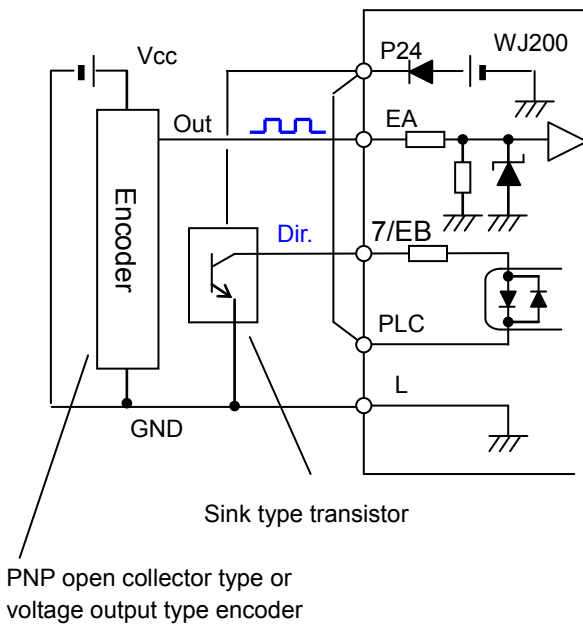 Vcc
P24
WJ200
Out
EA
Encoder
Dir.
7/EB
PLC
L
GND
Sink type transistor
PNP open collector type or
voltage output type encoder